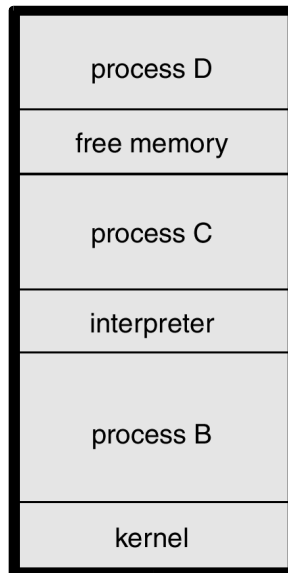 process D
free memory
process C
interpreter
process B
kernel